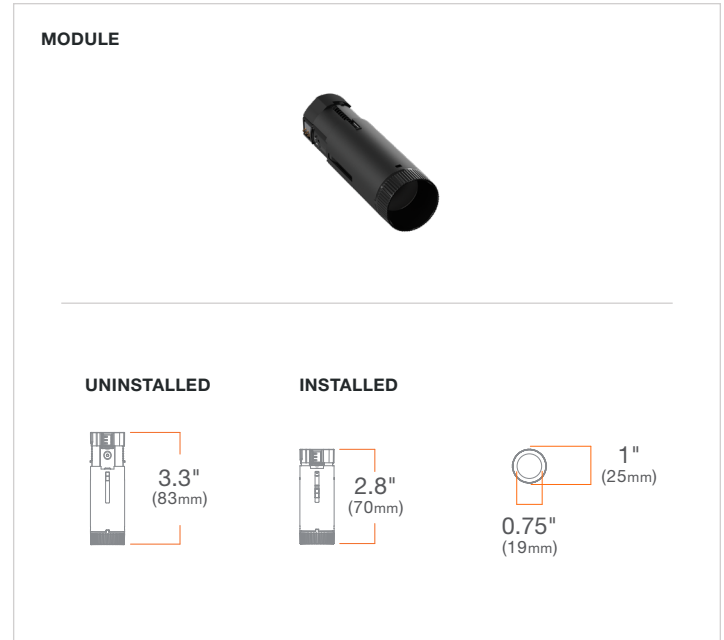 MODULE
UNINSTALLED
INSTALLED
3.3"
(83mm)
2.8"
(70mm)
1"
(25mm)
0.75"
(19mm)